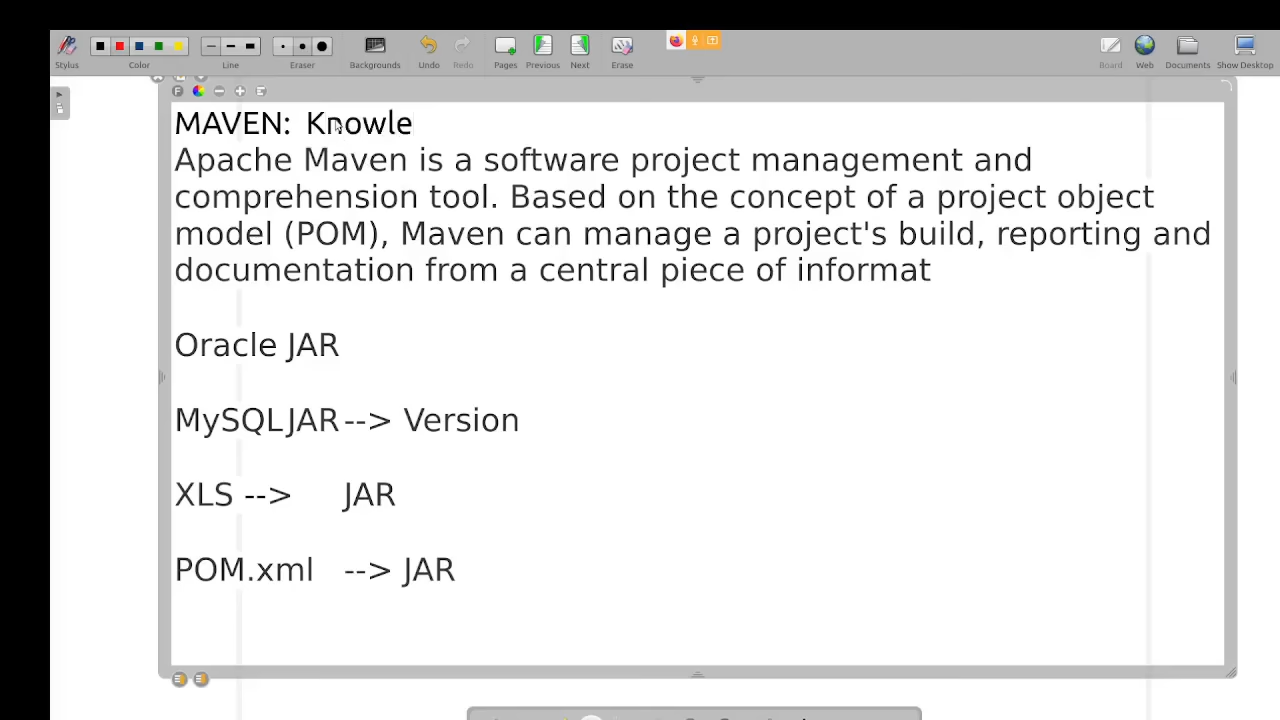 Stylus
Color
Line
Eraser
Backgrounds
Undo
Redo
Pages
Previous
Next
Erase
Board
Web
Documents
Show Desktop
F
MAVEN: Knowle
Apache Maven is a software project management and
comprehension tool. Based on the concept of a project object
model (POM), Maven can manage a project's build, reporting and
documentation from a central piece of informat
Oracle JAR
MySQL JAR --> Version
XLS --> JAR
POM.xml --> JAR